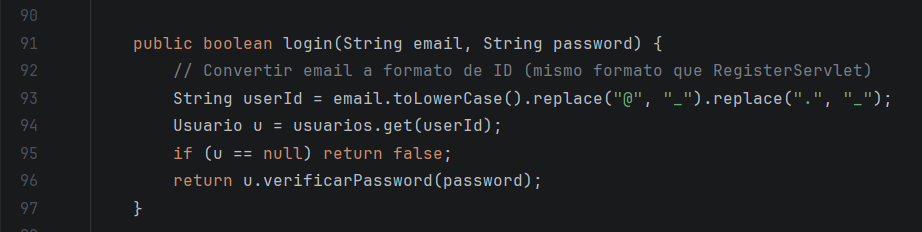 90
91 public boolean login(String email, String password) {
92 // Convertir email a formato de ID (mismo formato que RegisterServlet)
93 String userId = email.toLowerCase().replace("@", "_").replace(".", "_");
94 Usuario u = usuarios.get(userId);
95 if (u == null) return false;
96 return u.verificarPassword(password);
97 }